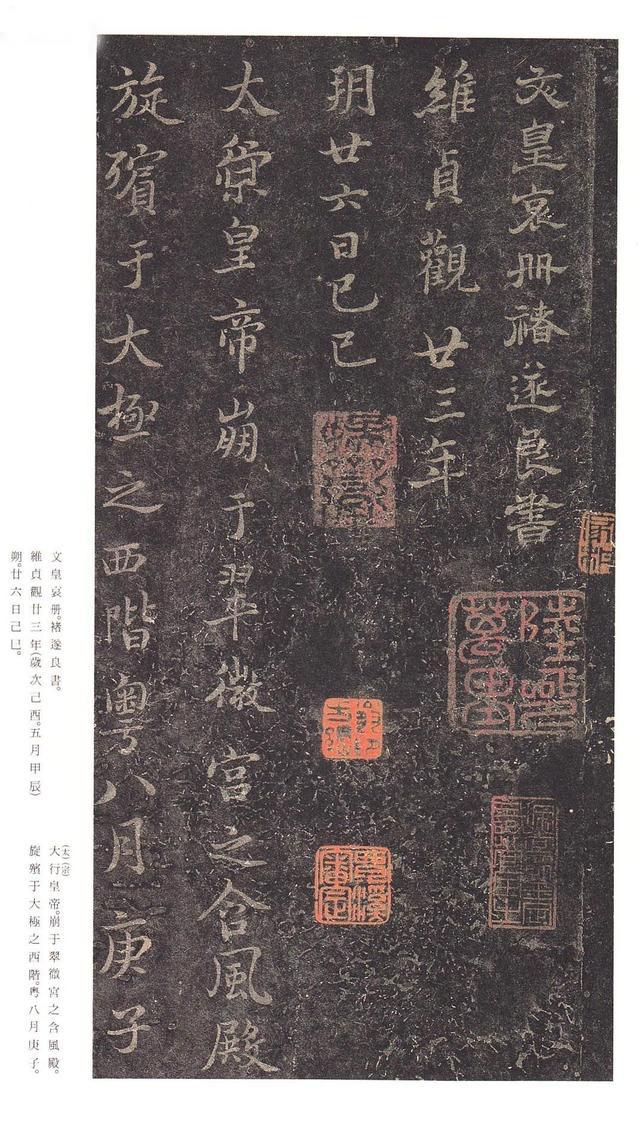 文皇哀册褚遂良書
維貞觀廿三年
朔廿六日己巳
太宗皇帝崩于翠微宮之含風殿
旋殯于大極之西階粵八月庚子
文皇哀册。褚遂良書。
維貞觀廿三年(歲次己酉。五月甲辰)
朔。廿六日己巳。
(太)(宗)
大行皇帝。崩于翠微宮之含風殿。
旋殯于大極之西階。粵八月庚子。